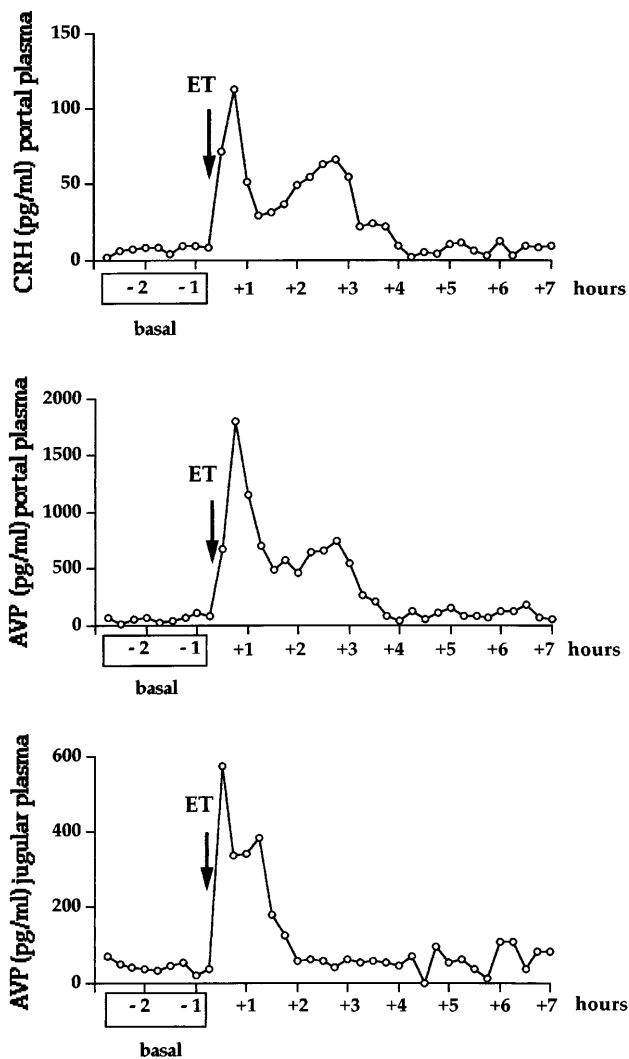 CRH (pg/ml) portal plasma
150
100
50
0
ET
- 2 - 1 +1 +2 +3 +4 +5 +6 +7 hours
basal
AVP (pg/ml) portal plasma
2000
1500
1000
500
0
ET
- 2 - 1 +1 +2 +3 +4 +5 +6 +7 hours
basal
AVP (pg/ml) jugular plasma
600
400
200
0
ET
- 2 - 1 +1 +2 +3 +4 +5 +6 +7 hours
basal